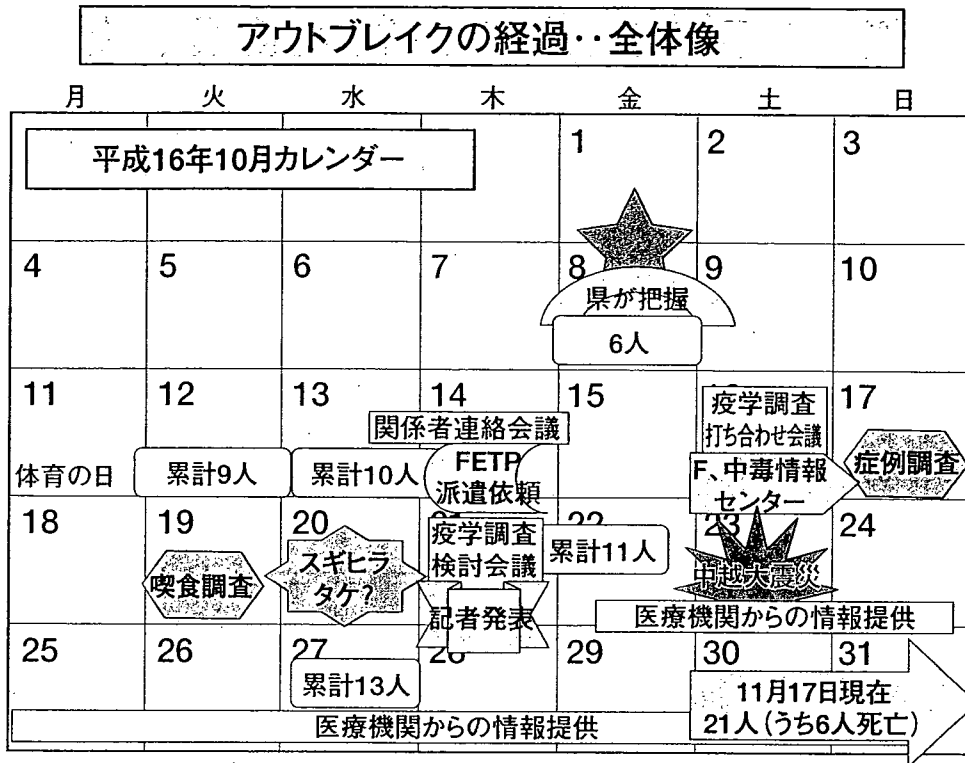 アウトブレイクの経過‥全体像
月 火 水 木 金 土 日
平成16年10月カレンダー
1 2 3
4 5 6 7 8 9 10
県が把握
6人
11 12 13 14 15 17
疫学調査
打ち合わせ会議
関係者連絡会議
体育の日
累計9人
累計10人
FETP
派遣依頼
F、中毒情報
センター
症例調査
18 19 20 21 22 23 24
喫食調査
スギヒラ
タケ?
疫学調査
検討会議
記者発表
累計11人
中越大震災
医療機関からの情報提供
25 26 27 28 29 30 31
累計13人
11月17日現在
21人(うち6人死亡)
医療機関からの情報提供